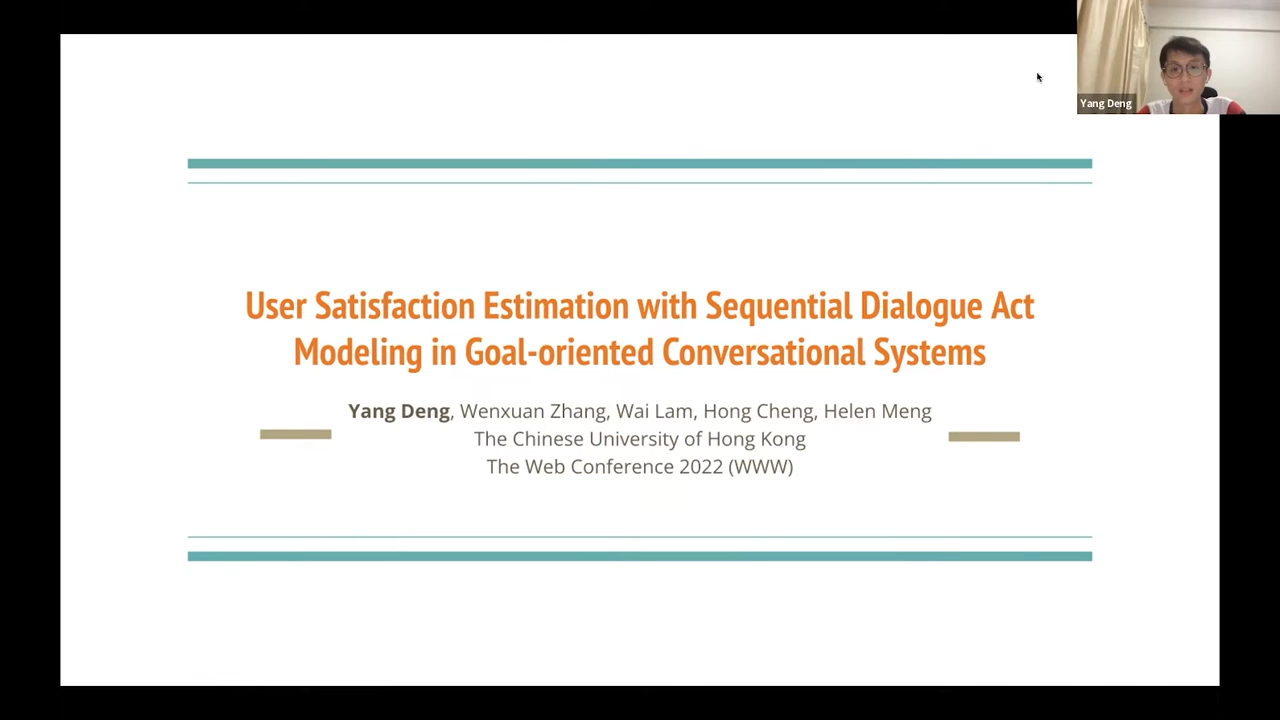 Yang Deng
User Satisfaction Estimation with Sequential Dialogue Act
Modeling in Goal-oriented Conversational Systems
Yang Deng, Wenxuan Zhang, Wai Lam, Hong Cheng, Helen Meng
The Chinese University of Hong Kong
The Web Conference 2022 (WWW)